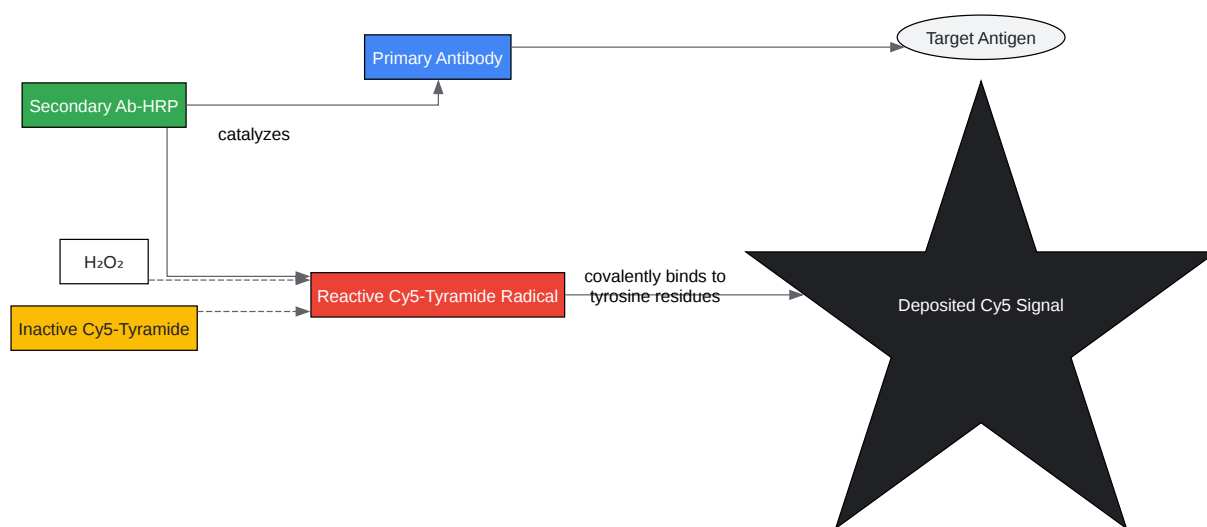 Target Antigen
Primary Antibody
Secondary Ab-HRP
catalyzes
H₂O₂
covalently binds to
tyrosine residues
Reactive Cy5-Tyramide Radical
Deposited Cy5 Signal
Inactive Cy5-Tyramide